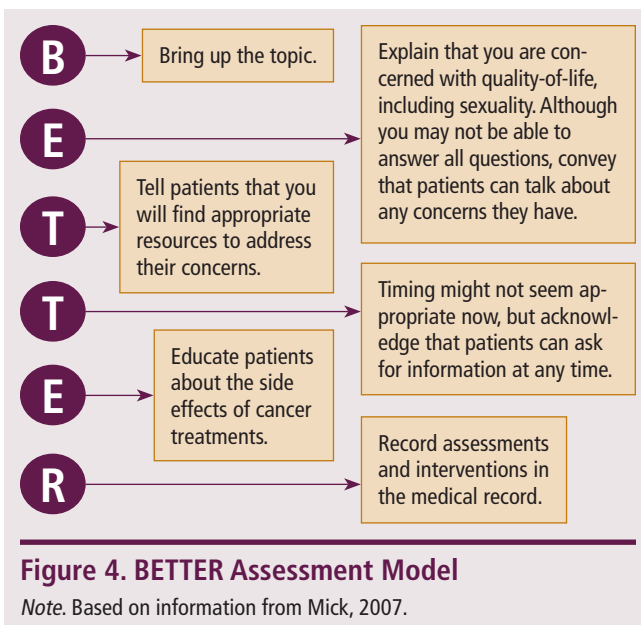 B
Bring up the topic.
E
Explain that you are con-
cerned with quality-of-life,
including sexuality. Although
you may not be able to
answer all questions, convey
that patients can talk about
any concerns they have.
T
Tell patients that you
will find appropriate
resources to address
their concerns.
T
Timing might not seem ap-
propriate now, but acknowl-
edge that patients can ask
for information at any time.
E
Educate patients
about the side
effects of cancer
treatments.
R
Record assessments
and interventions in
the medical record.
Figure 4. BETTER Assessment Model
Note. Based on information from Mick, 2007.